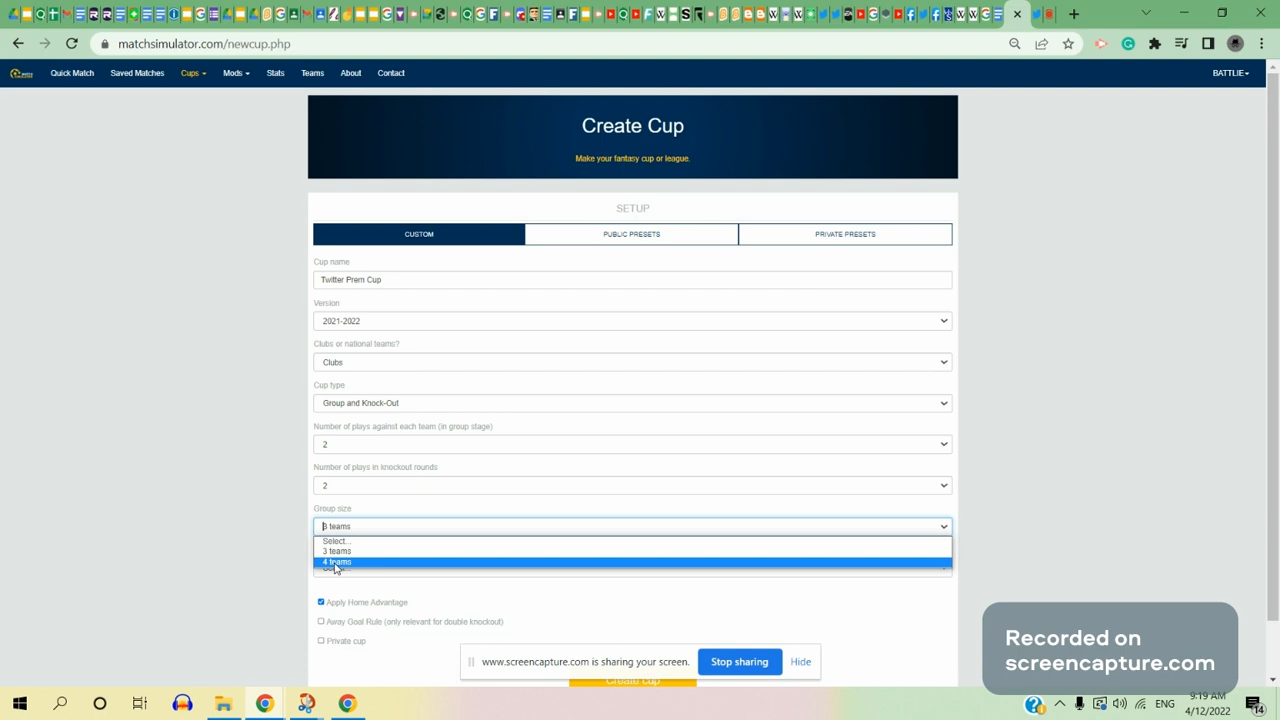 matchsimulator.com/newcup.php
Quick Match Saved Matches Cups Mods Stats Teams About Contact BATTLIE
Create Cup
Make your fantasy cup or league.
SETUP
CUSTOM PUBLIC PRESETS PRIVATE PRESETS
Cup name
Twitter Prem Cup
Version
2021-2022
Clubs or national teams?
Clubs
Cup type
Group and Knock-Out
Number of plays against each team (in group stage)
2
Number of plays in knockout rounds
2
Group size
3 teams
Select...
3 teams
4 teams
Apply Home Advantage
Away Goal Rule (only relevant for double knockout)
Private cup
www.screencapture.com is sharing your screen. Stop sharing Hide
Create cup
Recorded on
screencapture.com
ENG
9:19 AM
4/12/2022
14